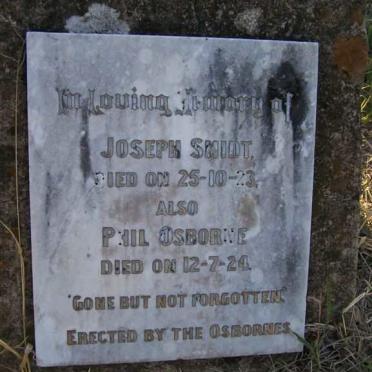 In Loving Memory of
JOSEPH SMIDT,
DIED ON 25-10-23,
ALSO
PHIL OSBORNE
DIED ON 12-7-24.
"GONE BUT NOT FORGOTTEN."
ERECTED BY THE OSBORNES